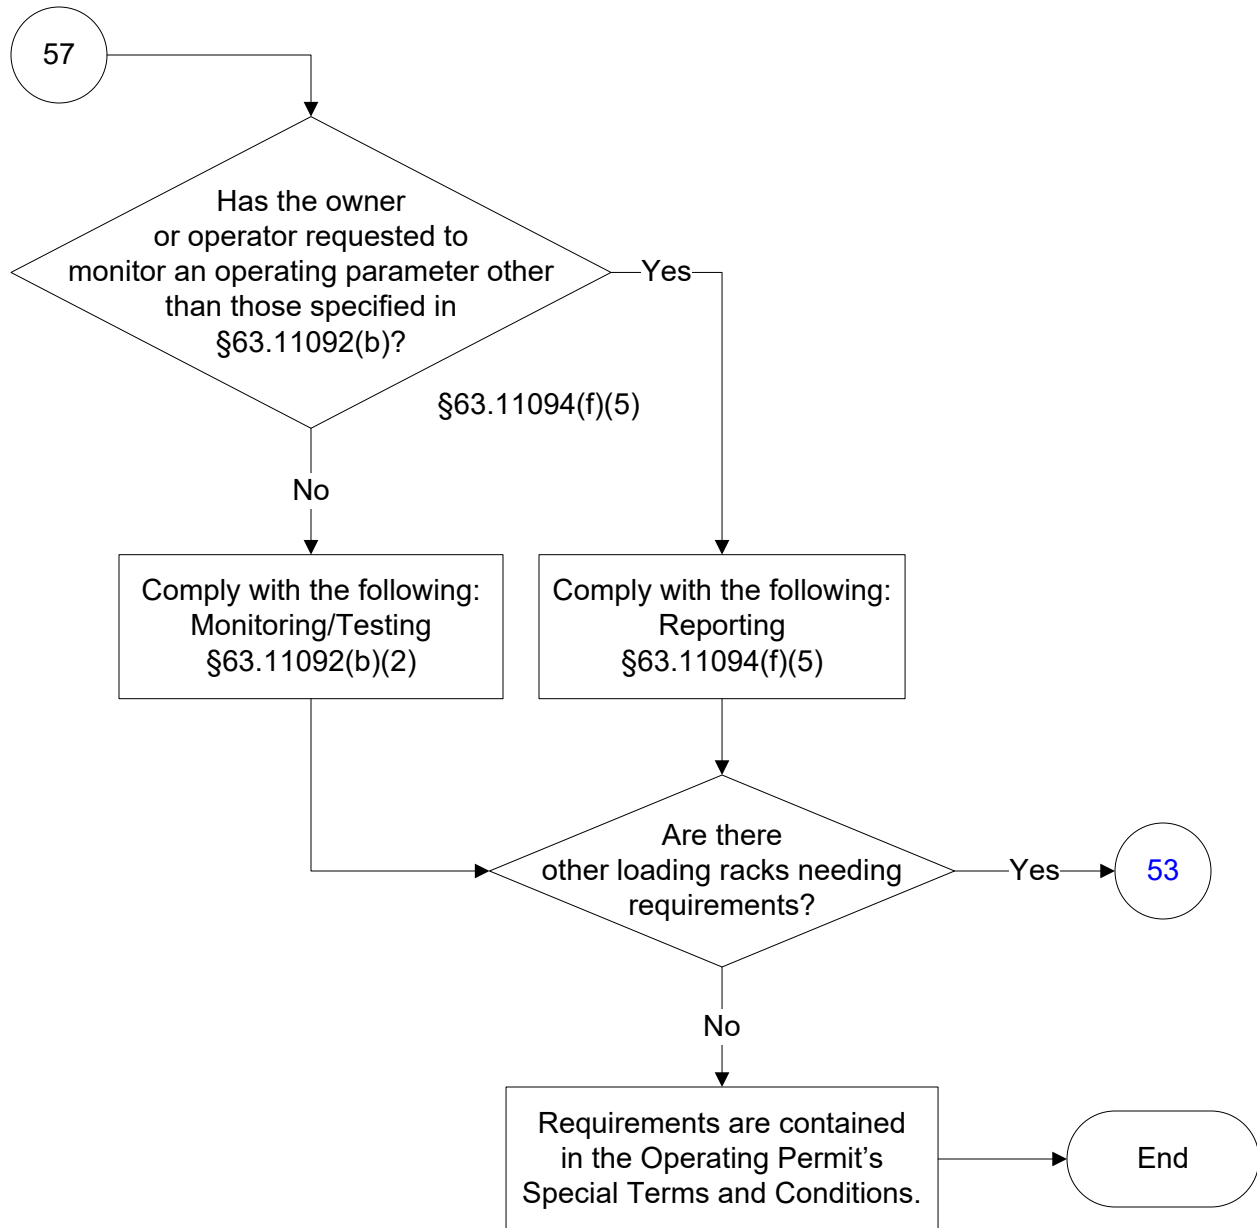 57
Has the owner
or operator requested to
monitor an operating parameter other
than those specified in
§63.11092(b)?
Yes
§63.11094(f)(5)
No
Comply with the following:
Monitoring/Testing
§63.11092(b)(2)
Comply with the following:
Reporting
§63.11094(f)(5)
Are there
other loading racks needing
requirements?
Yes
53
No
Requirements are contained
in the Operating Permit’s
Special Terms and Conditions.
End